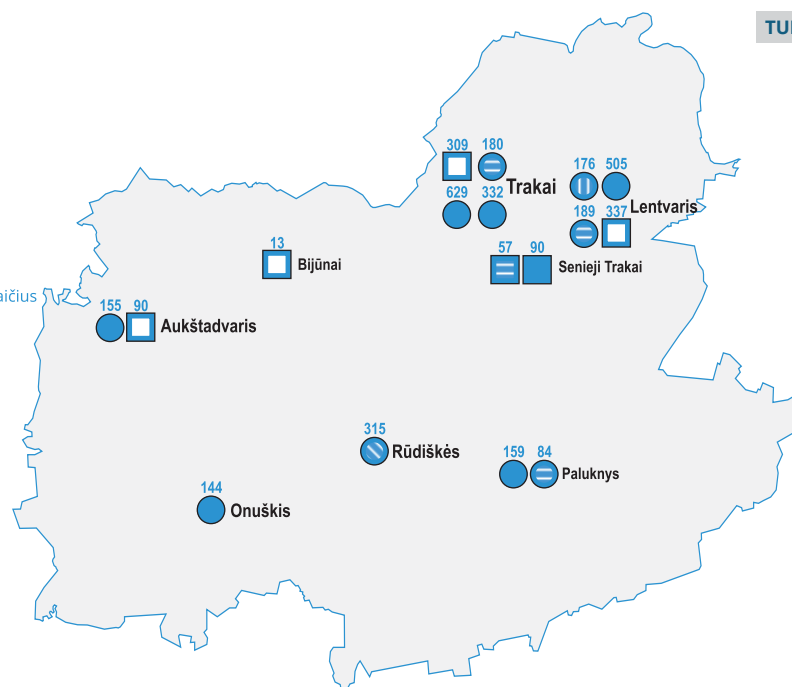 TUI
309 180
176 505
Trakai
629 332
Lentvaris
189 337
57 90
13
Bijūnai
Senieji Trakai
aičius
155 90
Aukštadvaris
315
Rūdiškės
159 84
Paluknys
144
Onuškis